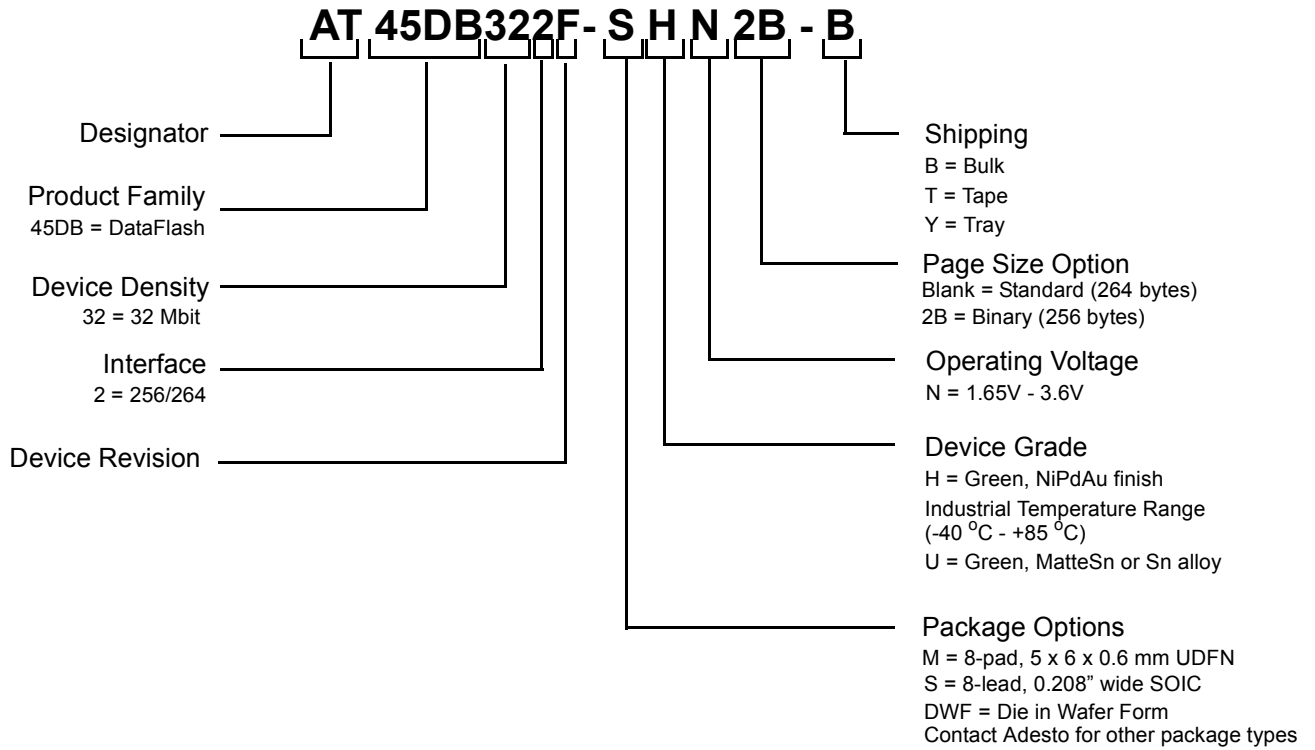 AT 45DB322F- S H N 2B - B
Designator
Product Family
45DB = DataFlash
Device Density
32 = 32 Mbit
Interface
2 = 256/264
Device Revision
Shipping
B = Bulk
T = Tape
Y = Tray
Page Size Option
Blank = Standard (264 bytes)
2B = Binary (256 bytes)
Operating Voltage
N = 1.65V - 3.6V
Device Grade
H = Green, NiPdAu finish
Industrial Temperature Range
(-40 °C - +85 °C)
U = Green, MatteSn or Sn alloy
Package Options
M = 8-pad, 5 x 6 x 0.6 mm UDFN
S = 8-lead, 0.208” wide SOIC
DWF = Die in Wafer Form
Contact Adesto for other package types